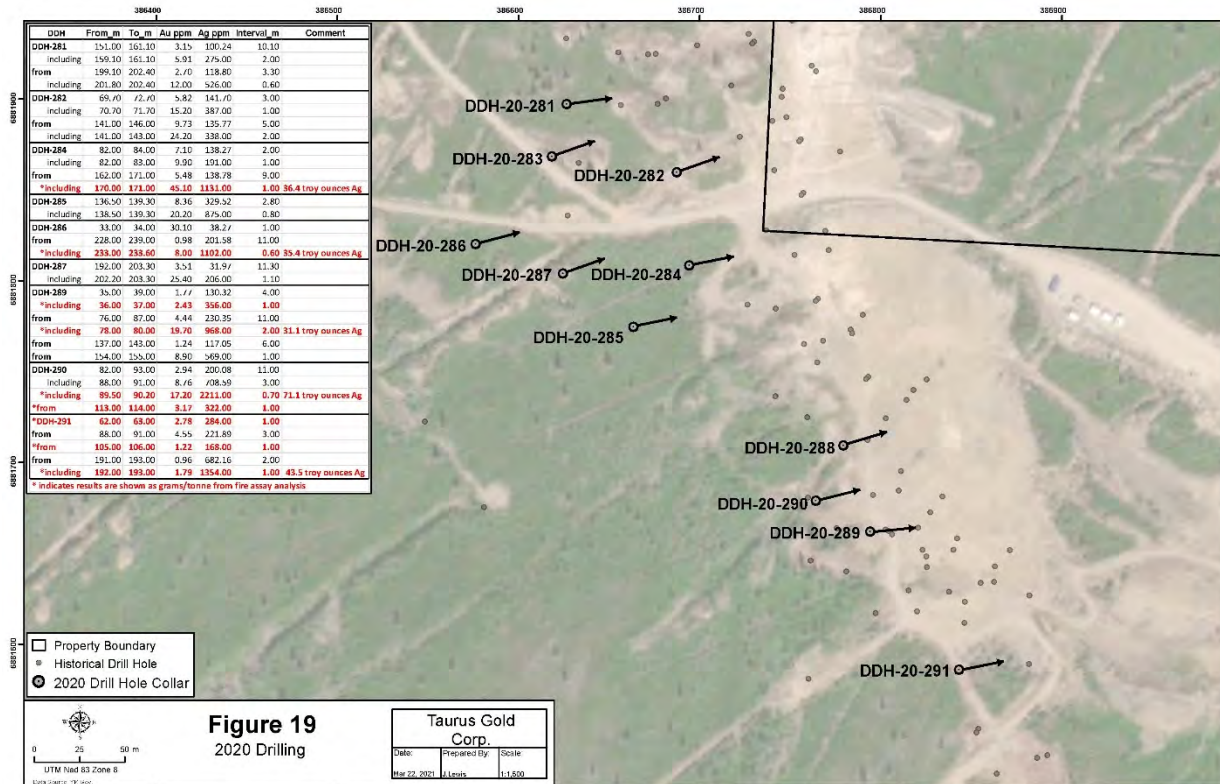 386400 386500 386600 386700 386800 386900
DDH From_m To_m Au ppm Ag ppm Interval_m Comment
DDH-281 151.00 161.10 3.15 100.24 10.10
including 159.10 161.10 5.91 275.00 2.00
from 199.10 202.40 2.70 118.80 3.30
including 201.80 202.40 12.00 526.00 0.60
DDH-282 69.70 72.70 5.82 141.70 3.00
including 70.70 71.70 15.20 387.00 1.00
from 141.00 146.00 9.73 135.77 5.00
including 141.00 143.00 24.20 338.00 2.00
DDH-284 82.00 84.00 7.10 138.27 2.00
including 82.00 83.00 9.90 191.00 1.00
from 162.00 171.00 5.48 138.78 9.00
*including 170.00 171.00 45.10 1131.00 1.00 36.4 troy ounces Ag
DDH-285 136.50 139.30 8.36 329.52 2.80
including 138.50 139.30 20.20 875.00 0.80
DDH-286 33.00 34.00 30.10 38.27 1.00
from 228.00 239.00 0.98 201.58 11.00
*including 233.00 233.60 8.00 1102.00 0.60 35.4 troy ounces Ag
DDH-287 192.00 203.30 3.51 31.97 11.30
including 202.20 203.30 25.40 206.00 1.10
DDH-289 35.00 39.00 1.77 130.32 4.00
*including 36.00 37.00 2.43 356.00 1.00
from 76.00 87.00 4.44 230.35 11.00
*including 78.00 80.00 19.70 968.00 2.00 31.1 troy ounces Ag
from 137.00 143.00 1.24 117.05 6.00
from 154.00 155.00 8.90 569.00 1.00
DDH-290 82.00 93.00 2.94 200.08 11.00
including 88.00 91.00 8.76 708.59 3.00
*including 89.50 90.20 17.20 2211.00 0.70 71.1 troy ounces Ag
*from 113.00 114.00 3.17 322.00 1.00
*DDH-291 62.00 63.00 2.78 284.00 1.00
from 88.00 91.00 4.55 221.89 3.00
*from 105.00 106.00 1.22 168.00 1.00
from 191.00 193.00 0.96 682.16 2.00
*including 192.00 193.00 1.79 1354.00 1.00 43.5 troy ounces Ag
* indicates results are shown as grams/tonne from fire assay analysis
6881900
6881800
6881700
6881600
DDH-20-281
DDH-20-283
DDH-20-282
DDH-20-286
DDH-20-287
DDH-20-284
DDH-20-285
DDH-20-288
DDH-20-290
DDH-20-289
DDH-20-291
Property Boundary
Historical Drill Hole
2020 Drill Hole Collar
0 25 50 m
UTM Nad 83 Zone 8
Figure 19
2020 Drilling
Taurus Gold
Corp.
Date: Prepared By: Scale:
Mar 22, 2021 J.Lewis 1:1,500